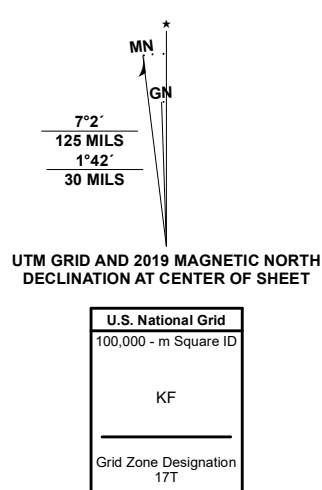 MN
GN
7°2´
125 MILS
1°42´
30 MILS
UTM GRID AND 2019 MAGNETIC NORTH
DECLINATION AT CENTER OF SHEET
U.S. National Grid
100,000 - m Square ID
KF
Grid Zone Designation
17T